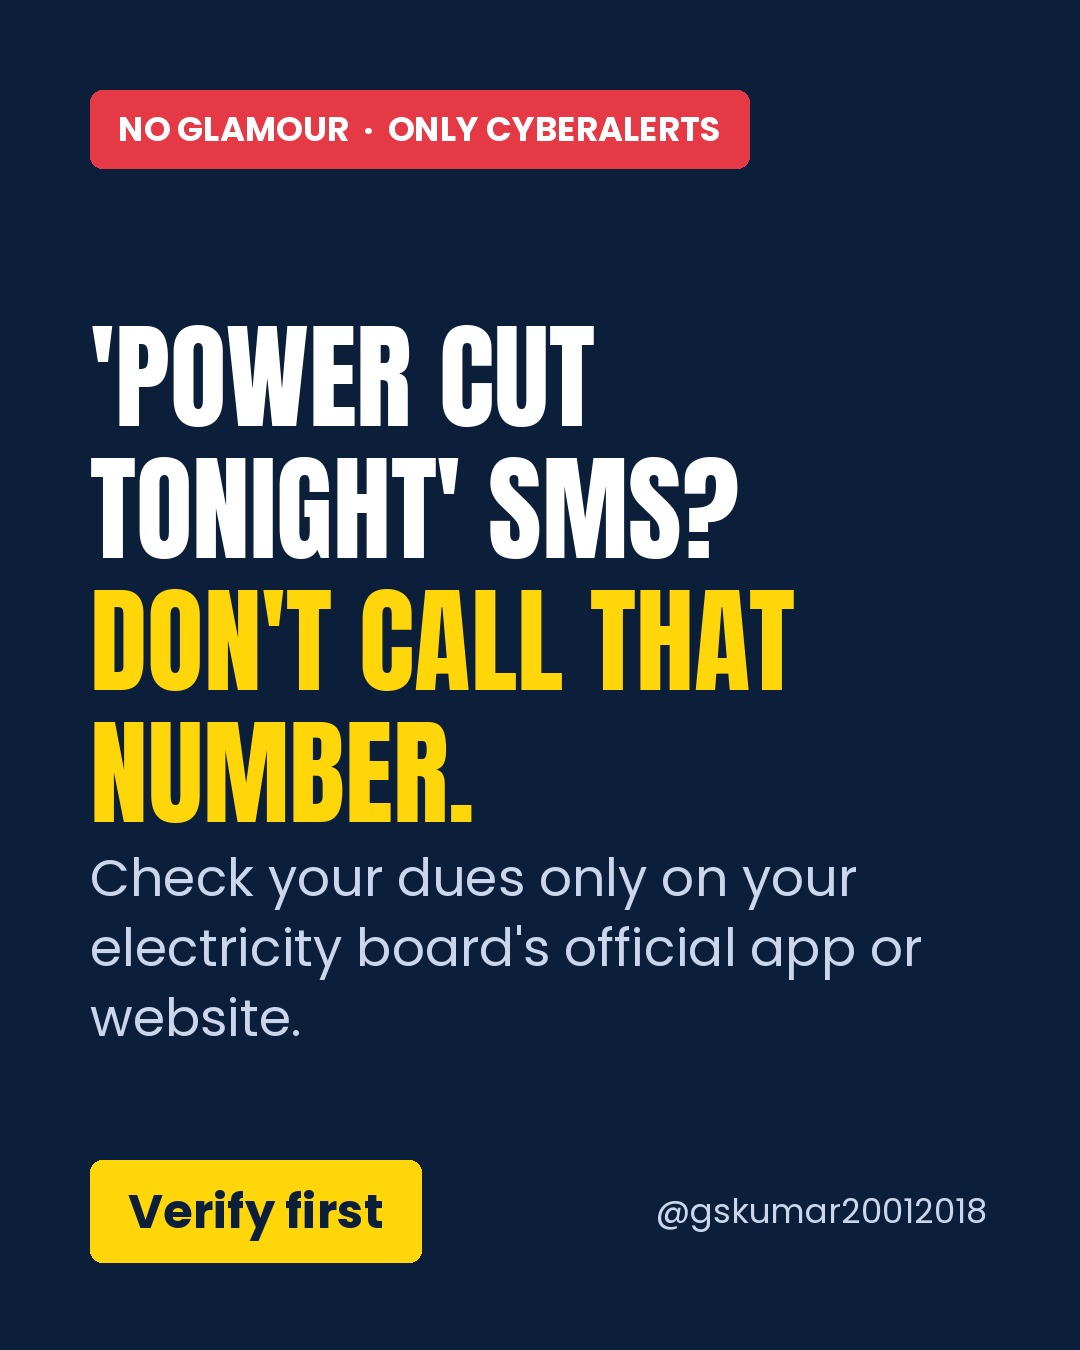 NO GLAMOUR · ONLY CYBERALERTS
'POWER CUT
TONIGHT' SMS?
DON'T CALL THAT
NUMBER.
Check your dues only on your
electricity board's official app or
website.
Verify first
@gskumar20012018